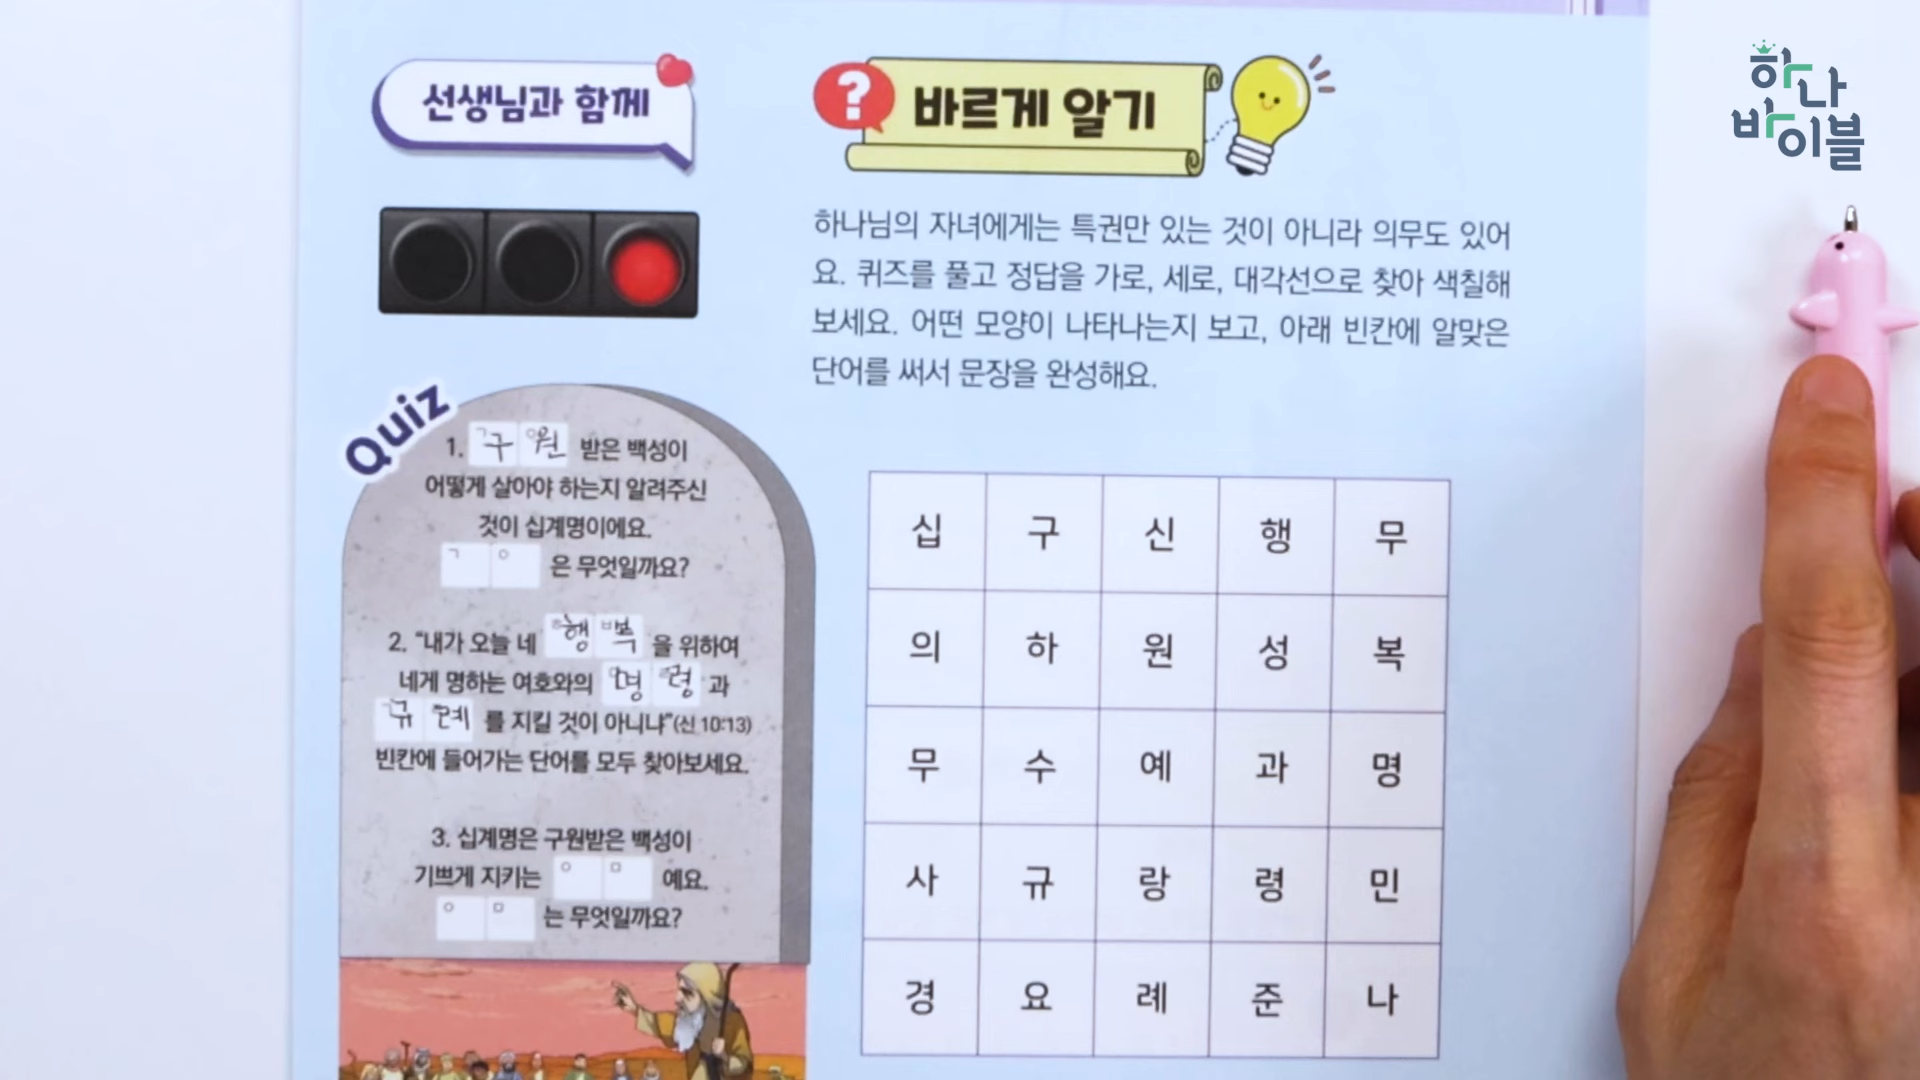 하나
바이블
선생님과 함께
? 바르게 알기
하나님의 자녀에게는 특권만 있는 것이 아니라 의무도 있어
요. 퀴즈를 풀고 정답을 가로, 세로, 대각선으로 찾아 색칠해
보세요. 어떤 모양이 나타나는지 보고, 아래 빈칸에 알맞은
단어를 써서 문장을 완성해요.
Quiz
1. 구원 받은 백성이
어떻게 살아야 하는지 알려주신
것이 십계명이에요.
ㄱ ㅇ 은 무엇일까요?
2. “내가 오늘 네 행복 을 위하여
네게 명하는 여호와의 명령 과
규례 를 지킬 것이 아니냐”(신 10:13)
빈칸에 들어가는 단어를 모두 찾아보세요.
3. 십계명은 구원받은 백성이
기쁘게 지키는 ㅇ ㅁ 예요.
ㅇ ㅁ 는 무엇일까요?
십 구 신 행 무
의 하 원 성 복
무 수 예 과 명
사 규 랑 령 민
경 요 례 준 나